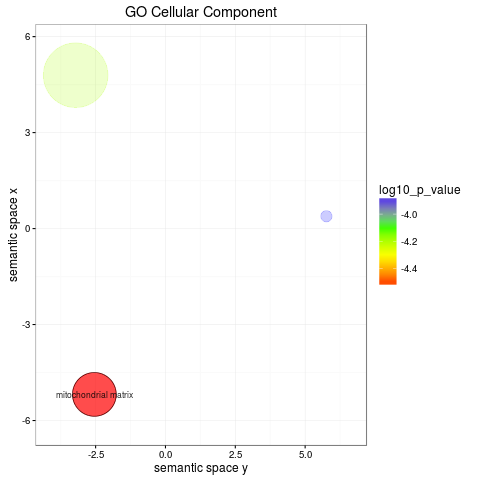 GO Cellular Component
6
3
0
-3
-6
semantic space x
mitochondrial matrix
-2.5
0.0
2.5
5.0
semantic space y
log10_p_value
-4.0
-4.2
-4.4